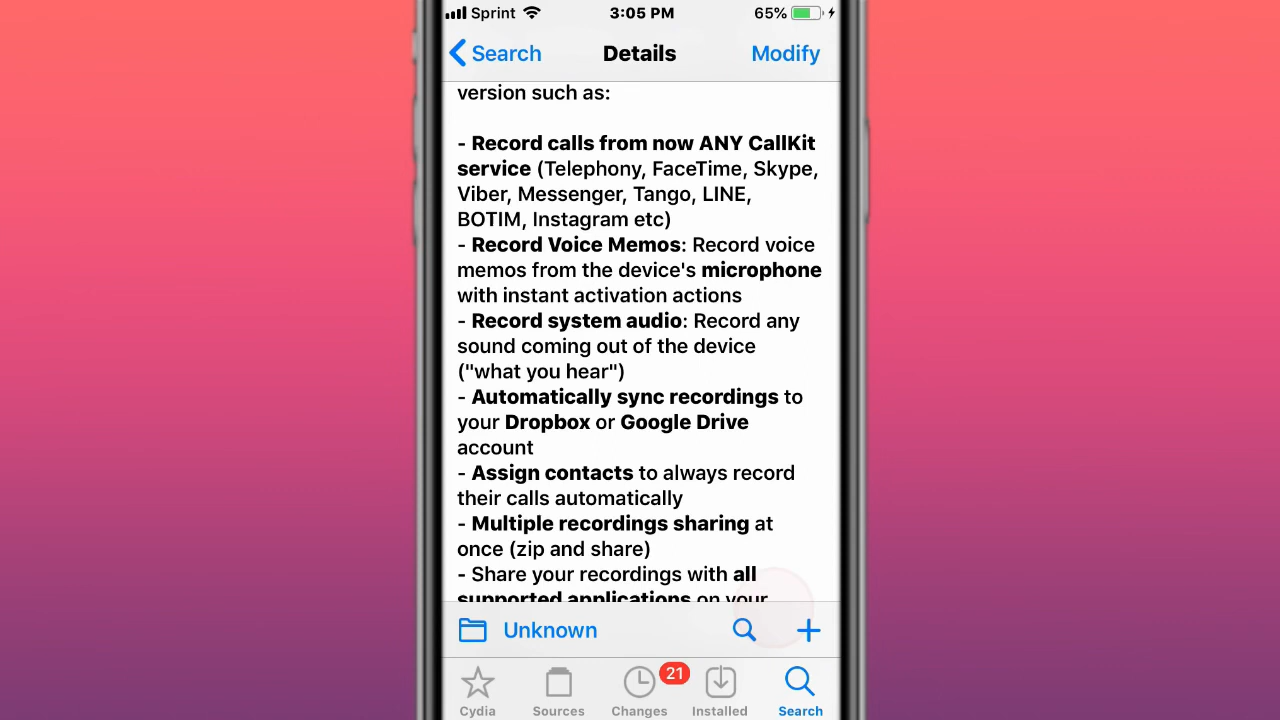 Sprint 3:05 PM 65%
Search Details Modify
version such as:
- Record calls from now ANY CallKit
service (Telephony, FaceTime, Skype,
Viber, Messenger, Tango, LINE,
BOTIM, Instagram etc)
- Record Voice Memos: Record voice
memos from the device's microphone
with instant activation actions
- Record system audio: Record any
sound coming out of the device
("what you hear")
- Automatically sync recordings to
your Dropbox or Google Drive
account
- Assign contacts to always record
their calls automatically
- Multiple recordings sharing at
once (zip and share)
- Share your recordings with all
supported applications on your
Unknown
21
Cydia Sources Changes Installed Search